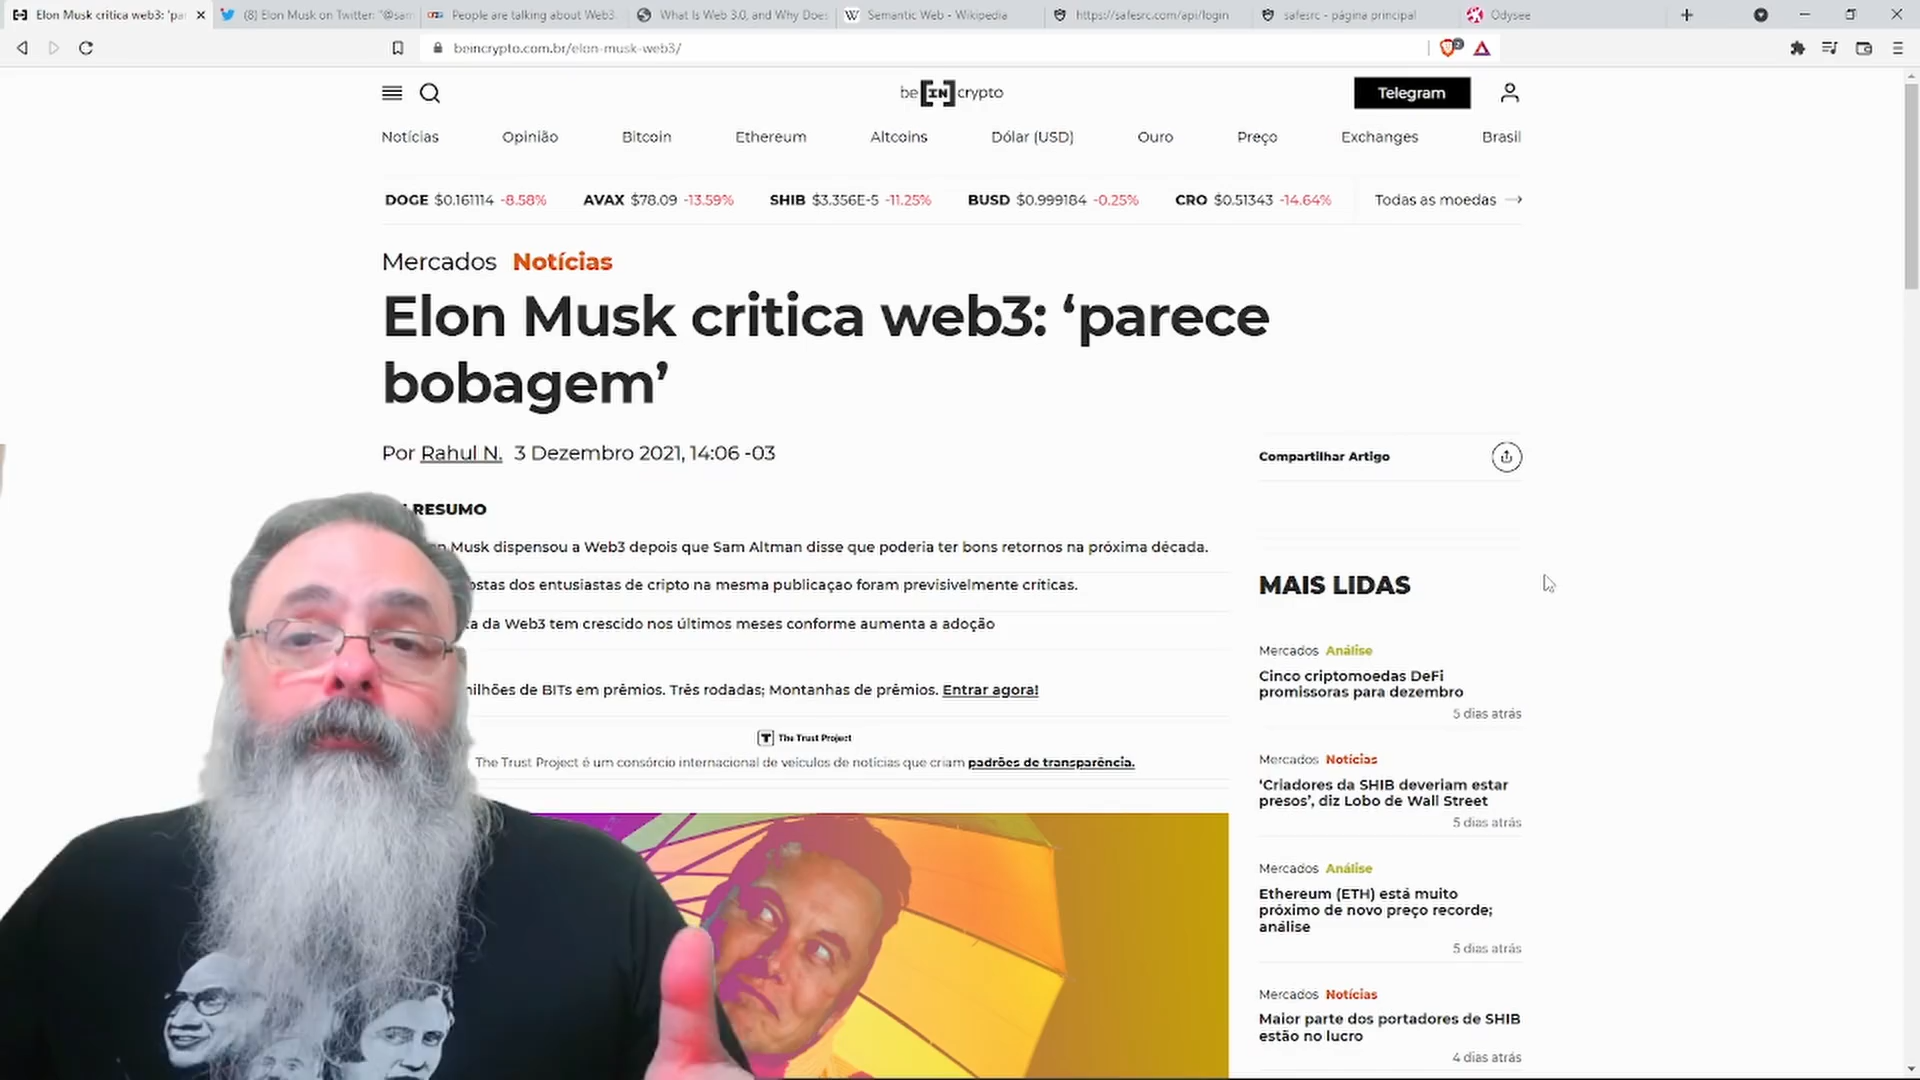 Elon Musk critica web3: 'par
(8) Elon Musk on Twitter: "@sam
People are talking about Web3.
What Is Web 3.0, and Why Does
Semantic Web - Wikipedia
https://safesrc.com/api/login
safesrc - página principal
Odysee
beincrypto.com.br/elon-musk-web3/
be[IN]crypto
Telegram
Notícias
Opinião
Bitcoin
Ethereum
Altcoins
Dólar (USD)
Ouro
Preço
Exchanges
Brasil
DOGE $0.161114 -8.58%
AVAX $78.09 -13.59%
SHIB $3.356E-5 -11.25%
BUSD $0.999184 -0.25%
CRO $0.51343 -14.64%
Todas as moedas →
Mercados Notícias
Elon Musk critica web3: ‘parece
bobagem’
Por Rahul N. 3 Dezembro 2021, 14:06 -03
Compartilhar Artigo
RESUMO
Musk dispensou a Web3 depois que Sam Altman disse que poderia ter bons retornos na próxima década.
ostas dos entusiastas de cripto na mesma publicaçao foram previsivelmente críticas.
ta da Web3 tem crescido nos últimos meses conforme aumenta a adoção
milhões de BITs em prêmios. Três rodadas; Montanhas de prêmios. Entrar agora!
The Trust Project
The Trust Project é um consórcio internacional de veículos de notícias que criam padrões de transparência.
MAIS LIDAS
Mercados Análise
Cinco criptomoedas DeFi
promissoras para dezembro
5 dias atrás
Mercados Notícias
‘Criadores da SHIB deveriam estar
presos’, diz Lobo de Wall Street
5 dias atrás
Mercados Análise
Ethereum (ETH) está muito
próximo de novo preço recorde;
análise
5 dias atrás
Mercados Notícias
Maior parte dos portadores de SHIB
estão no lucro
4 dias atrás